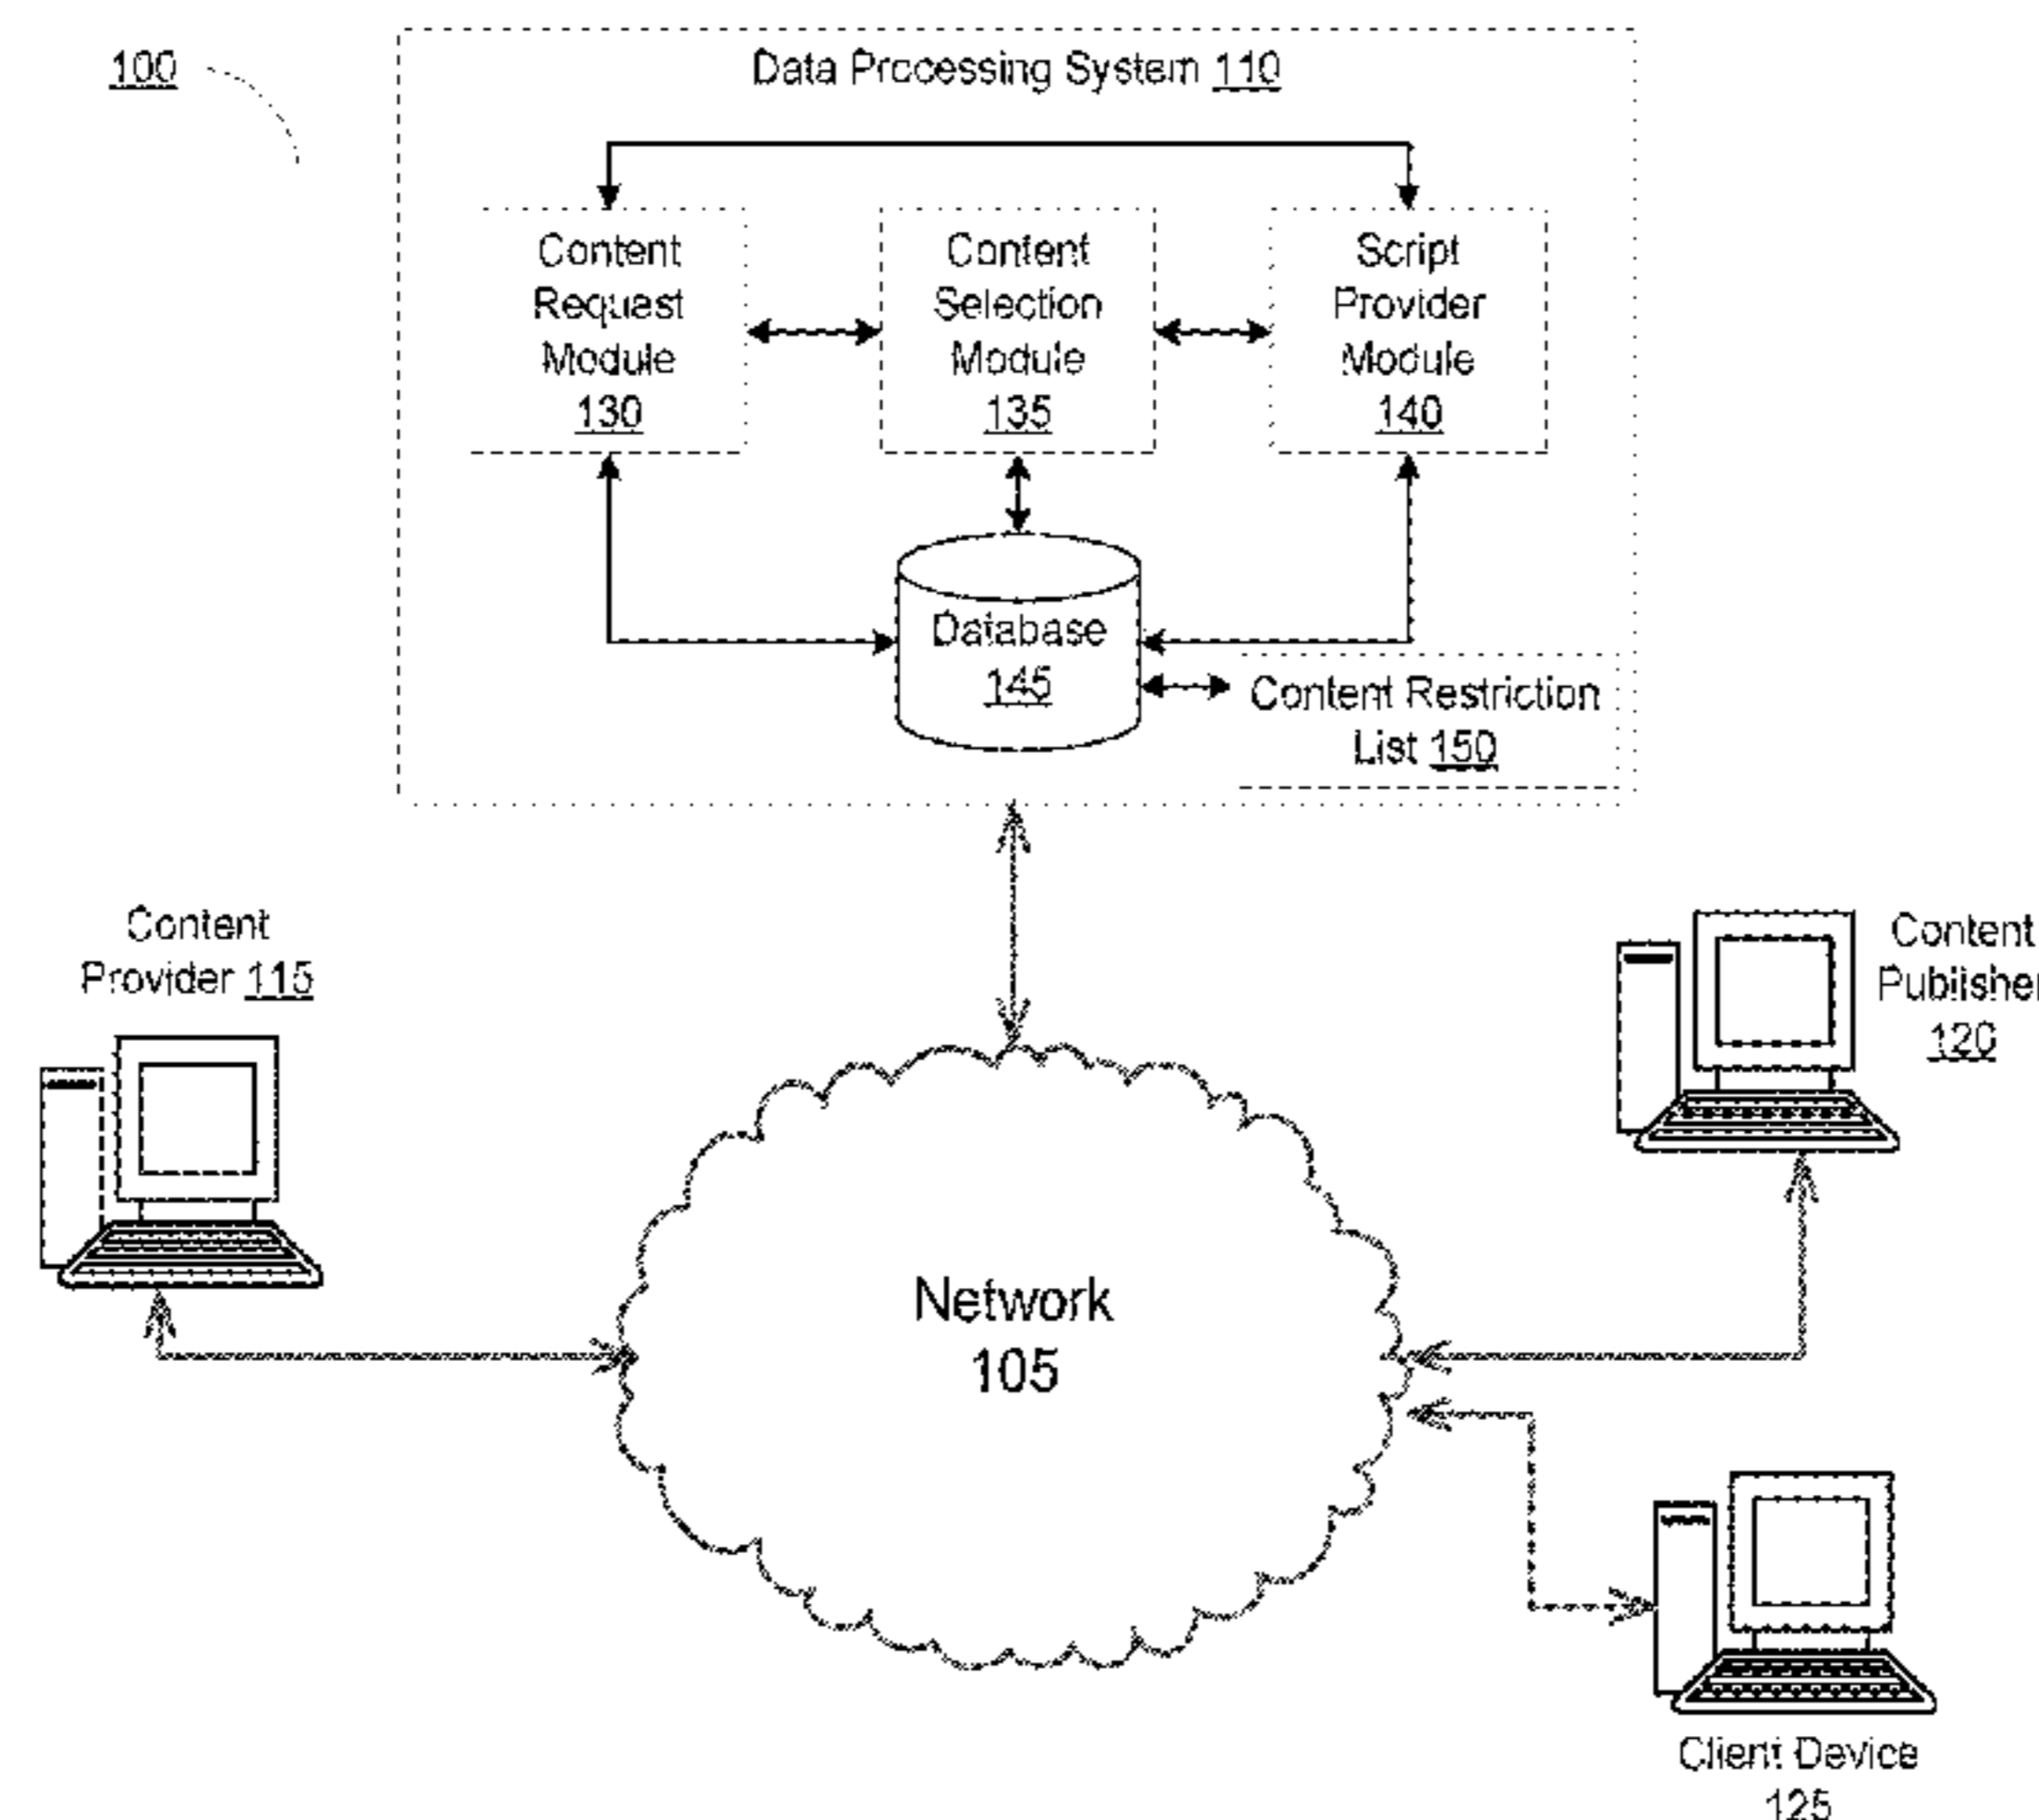 100
Data Processing System 110
Content
Request
Module
130
Content
Selection
Module
135
Script
Provider
Module
140
Database
145
Content Restriction
List 150
Content
Provider 115
Content
Publisher
120
Network
105
Client Device
125